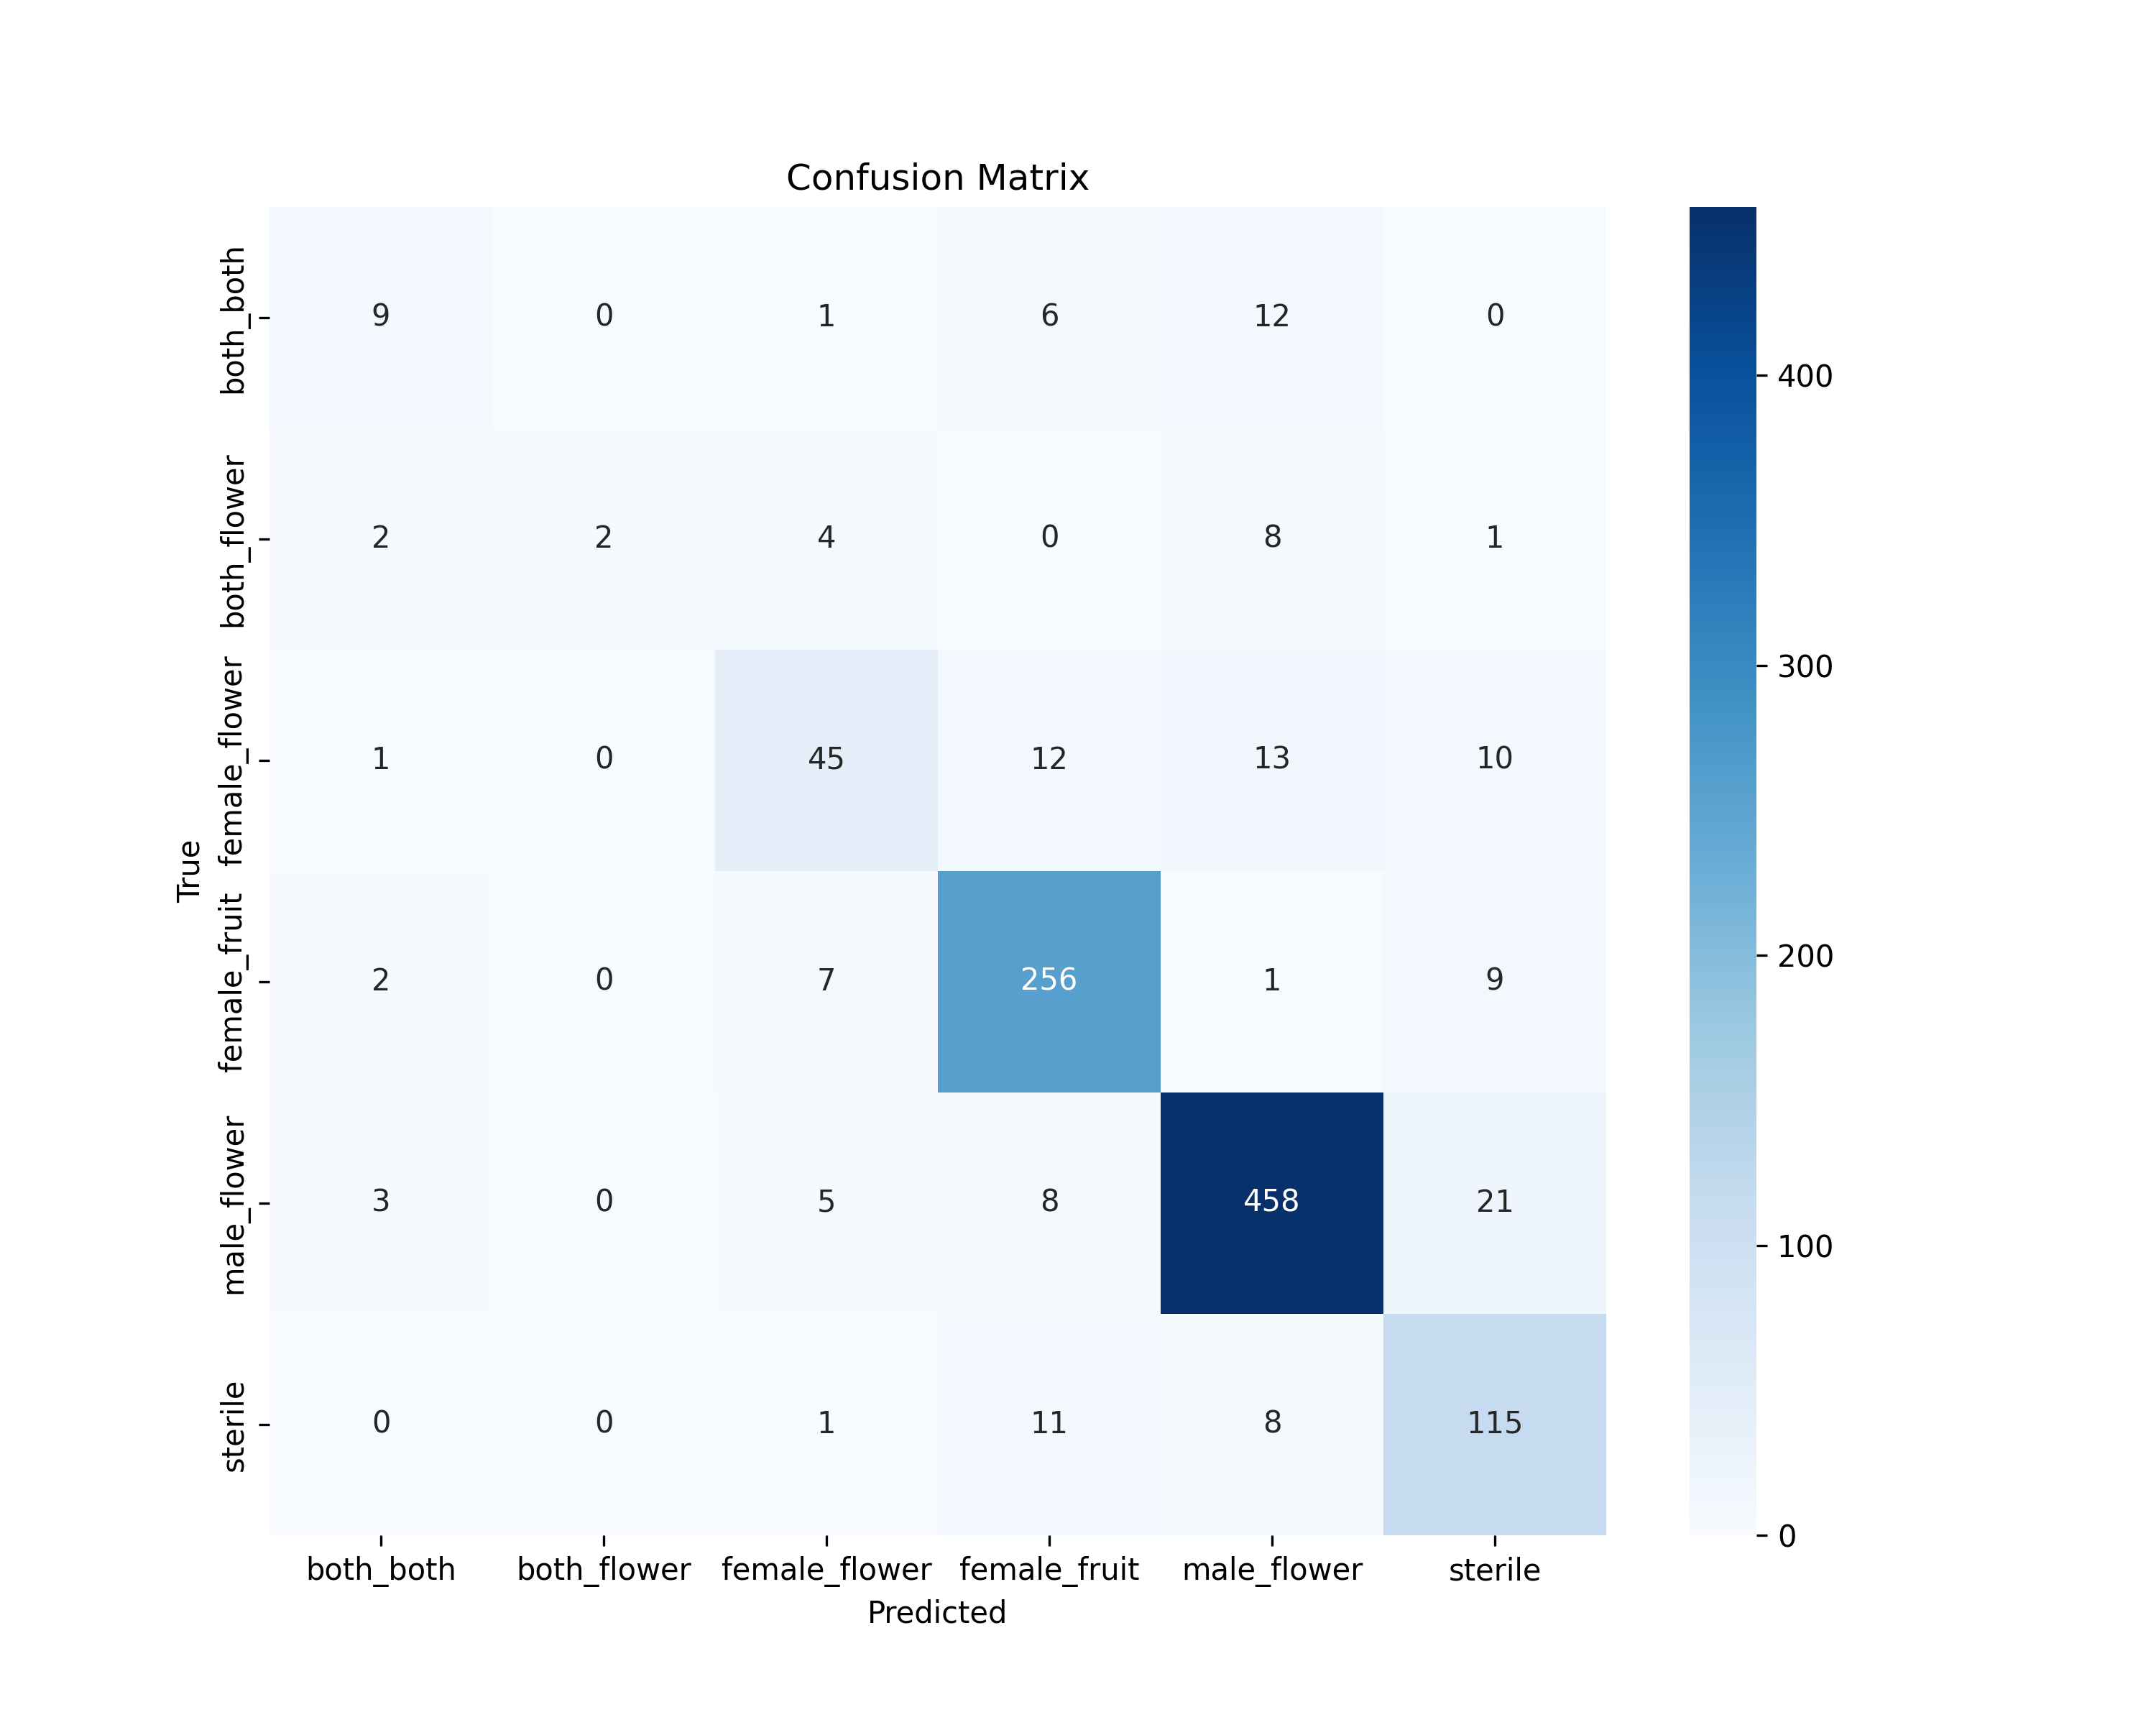 Confusion Matrix
True
both_both
9 0 1 6 12 0
both_flower
2 2 4 0 8 1
female_flower
1 0 45 12 13 10
female_fruit
2 0 7 256 1 9
male_flower
3 0 5 8 458 21
sterile
0 0 1 11 8 115
both_both both_flower female_flower female_fruit male_flower sterile
Predicted
400
300
200
100
0